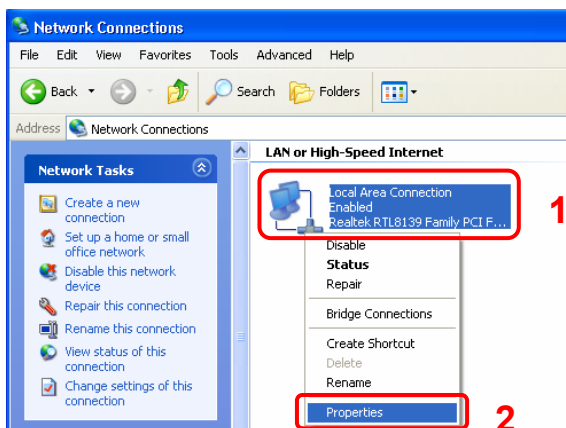 Network Connections
File Edit View Favorites Tools Advanced Help
Back Search Folders
Address Network Connections
Network Tasks
Create a new
connection
Set up a home or small
office network
Disable this network
device
Repair this connection
Rename this connection
View status of this
connection
Change settings of this
connection
LAN or High-Speed Internet
Local Area Connection
Enabled
Realtek RTL8139 Family PCI F...
1
Disable
Status
Repair
Bridge Connections
Create Shortcut
Delete
Rename
Properties
2